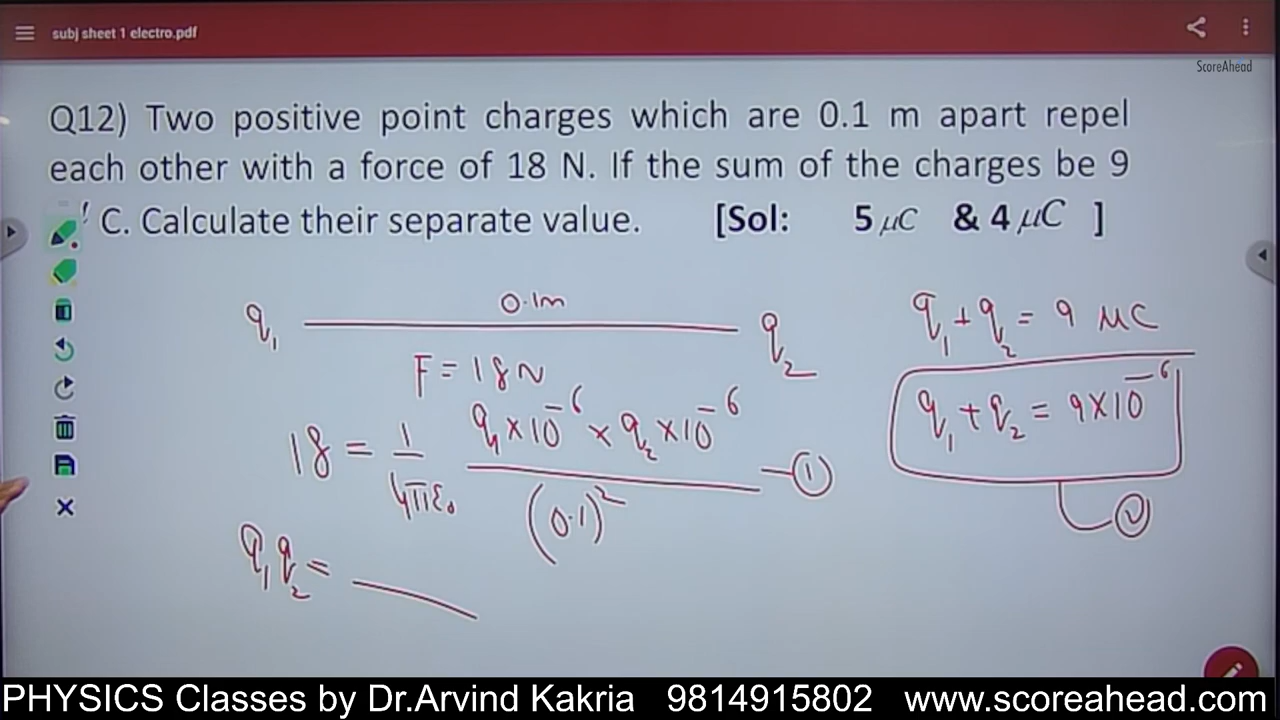 subj sheet 1 electro.pdf
ScoreAhead
Q12) Two positive point charges which are 0.1 m apart repel
each other with a force of 18 N. If the sum of the charges be 9
C. Calculate their separate value. [Sol: 5 μC & 4 μC ]
q₁ 0.1m q₂
F = 18N
q₁ + q₂ = 9 MC
q₁ + q₂ = 9×10⁻⁶ — ②
18 = 1/4πε₀ q₁×10⁻⁶ × q₂×10⁻⁶/(0.1)² — ①
q₁q₂ =
PHYSICS Classes by Dr.Arvind Kakria 9814915802 www.scoreahead.com